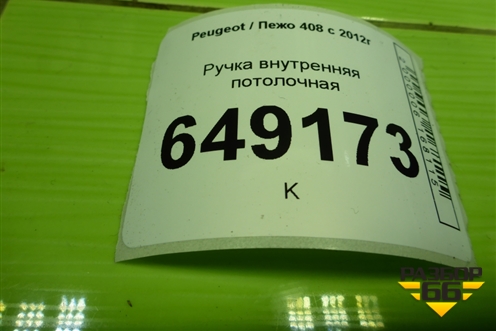 Peugeot / Пежо 408 с 2012г
Ручка внутренняя
потолочная
649173
К
РАЗБОР
66